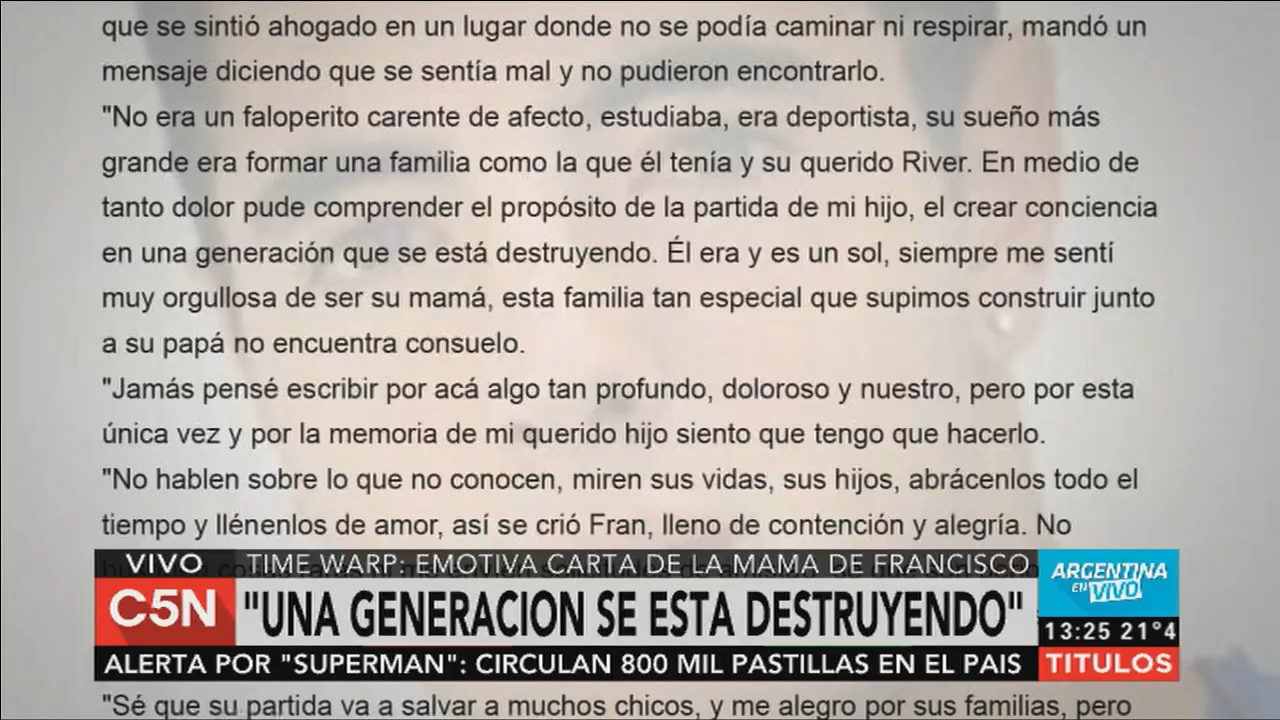 que se sintió ahogado en un lugar donde no se podía caminar ni respirar, mandó un
mensaje diciendo que se sentía mal y no pudieron encontrarlo.
"No era un faloperito carente de afecto, estudiaba, era deportista, su sueño más
grande era formar una familia como la que él tenía y su querido River. En medio de
tanto dolor pude comprender el propósito de la partida de mi hijo, el crear conciencia
en una generación que se está destruyendo. Él era y es un sol, siempre me sentí
muy orgullosa de ser su mamá, esta familia tan especial que supimos construir junto
a su papá no encuentra consuelo.
"Jamás pensé escribir por acá algo tan profundo, doloroso y nuestro, pero por esta
única vez y por la memoria de mi querido hijo siento que tengo que hacerlo.
"No hablen sobre lo que no conocen, miren sus vidas, sus hijos, abrácenlos todo el
tiempo y llénenlos de amor, así se crió Fran, lleno de contención y alegría. No
VIVO TIME WARP: EMOTIVA CARTA DE LA MAMA DE FRANCISCO
ARGENTINA
EN VIVO
C5N "UNA GENERACION SE ESTA DESTRUYENDO"
13:25 21°4
ALERTA POR "SUPERMAN": CIRCULAN 800 MIL PASTILLAS EN EL PAIS
TITULOS
"Sé que su partida va a salvar a muchos chicos, y me alegro por sus familias, pero